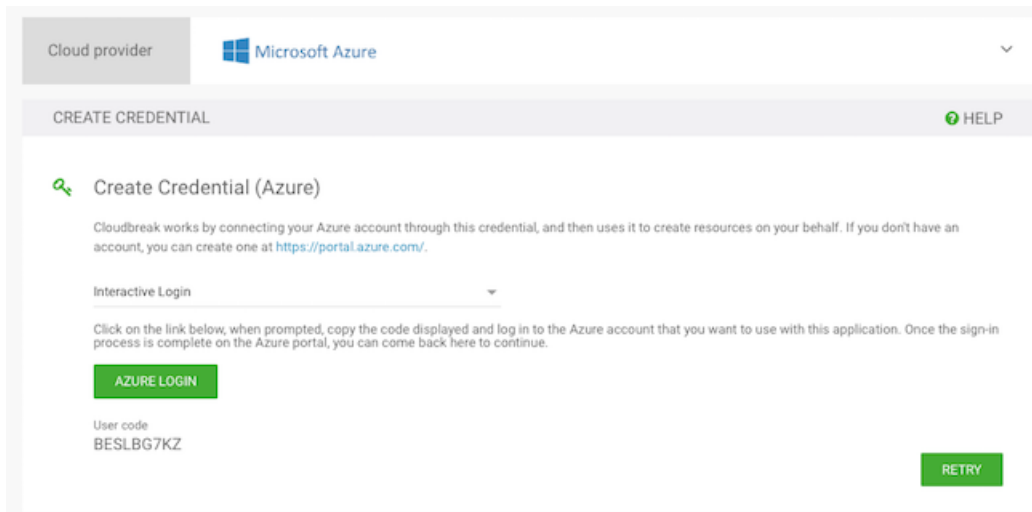 Cloud provider
Microsoft Azure
CREATE CREDENTIAL
HELP
Create Credential (Azure)
Cloudbreak works by connecting your Azure account through this credential, and then uses it to create resources on your behalf. If you don't have an
account, you can create one at https://portal.azure.com/.
Interactive Login
Click on the link below, when prompted, copy the code displayed and log in to the Azure account that you want to use with this application. Once the sign-in
process is complete on the Azure portal, you can come back here to continue.
AZURE LOGIN
User code
BESLBG7KZ
RETRY